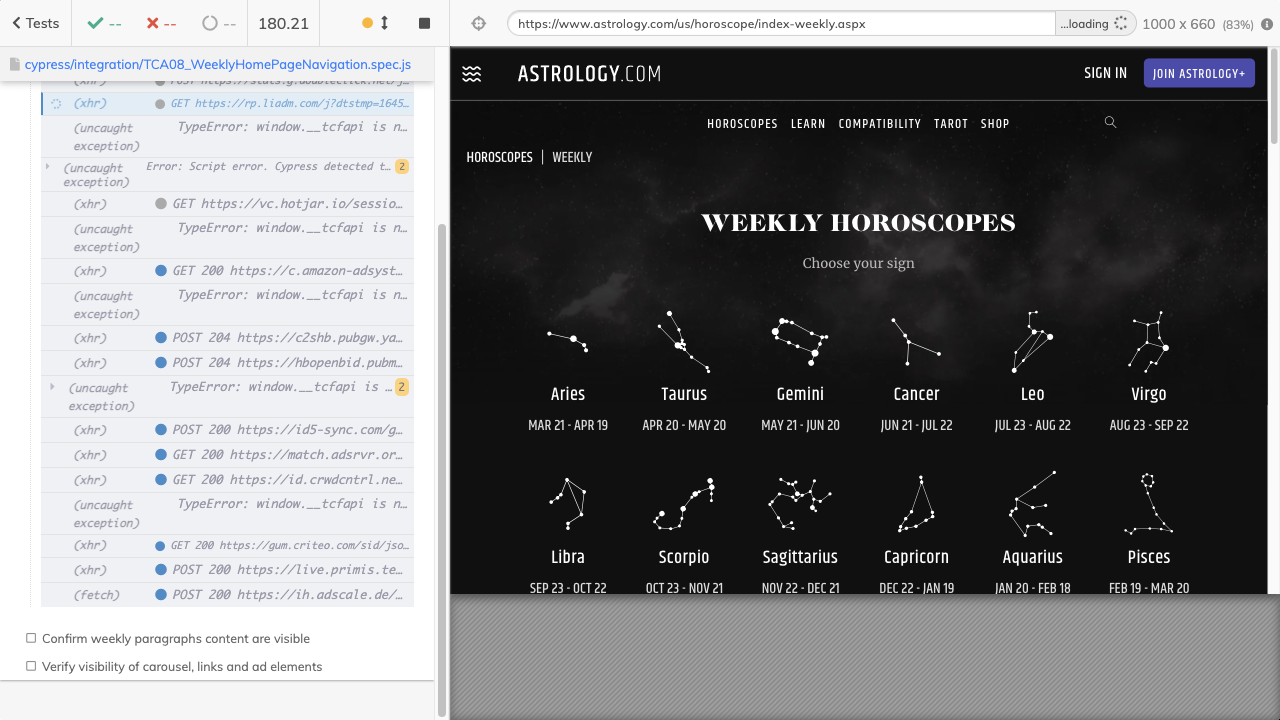 Tests
--
--
--
180.21
https://www.astrology.com/us/horoscope/index-weekly.aspx
...loading
1000 x 660 (83%)
cypress/integration/TCA08_WeeklyHomePageNavigation.spec.js
(xhr) POST https://stats.g.doubleclick.net/j…
(xhr) GET https://rp.liadm.com/j?dtstmp=1645…
(uncaught exception) TypeError: window.__tcfapi is n…
(uncaught exception) Error: Script error. Cypress detected t… 2
(xhr) GET https://vc.hotjar.io/sessio…
(uncaught exception) TypeError: window.__tcfapi is n…
(xhr) GET 200 https://c.amazon-adsyst…
(uncaught exception) TypeError: window.__tcfapi is n…
(xhr) POST 204 https://c2shb.pubgw.ya…
(xhr) POST 204 https://hbopenbid.pubm…
(uncaught exception) TypeError: window.__tcfapi is … 2
(xhr) POST 200 https://id5-sync.com/g…
(xhr) GET 200 https://match.adsrvr.or…
(xhr) GET 200 https://id.crwdcntrl.ne…
(uncaught exception) TypeError: window.__tcfapi is n…
(xhr) GET 200 https://gum.criteo.com/sid/jso…
(xhr) POST 200 https://live.primis.te…
(fetch) POST 200 https://ih.adscale.de/…
Confirm weekly paragraphs content are visible
Verify visibility of carousel, links and ad elements
ASTROLOGY.COM
SIGN IN
JOIN ASTROLOGY+
HOROSCOPES LEARN COMPATIBILITY TAROT SHOP
HOROSCOPES | WEEKLY
WEEKLY HOROSCOPES
Choose your sign
Aries Taurus Gemini Cancer Leo Virgo
MAR 21 - APR 19 APR 20 - MAY 20 MAY 21 - JUN 20 JUN 21 - JUL 22 JUL 23 - AUG 22 AUG 23 - SEP 22
Libra Scorpio Sagittarius Capricorn Aquarius Pisces
SEP 23 - OCT 22 OCT 23 - NOV 21 NOV 22 - DEC 21 DEC 22 - JAN 19 JAN 20 - FEB 18 FEB 19 - MAR 20